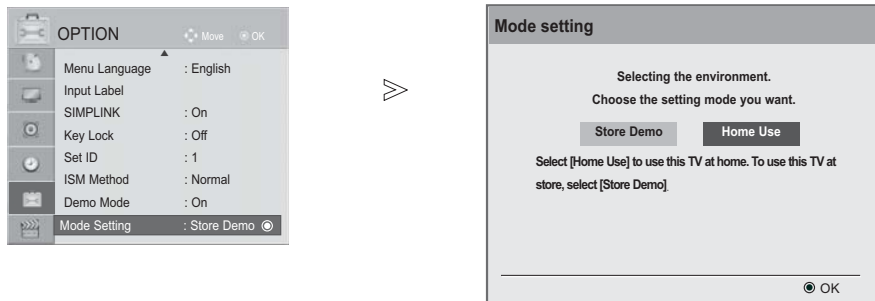 OPTION
Move OK
Menu Language : English
Input Label
SIMPLINK : On
Key Lock : Off
Set ID : 1
ISM Method : Normal
Demo Mode : On
Mode Setting : Store Demo
Mode setting
Selecting the environment.
Choose the setting mode you want.
Store Demo Home Use
Select [Home Use] to use this TV at home. To use this TV at
store, select [Store Demo].
OK